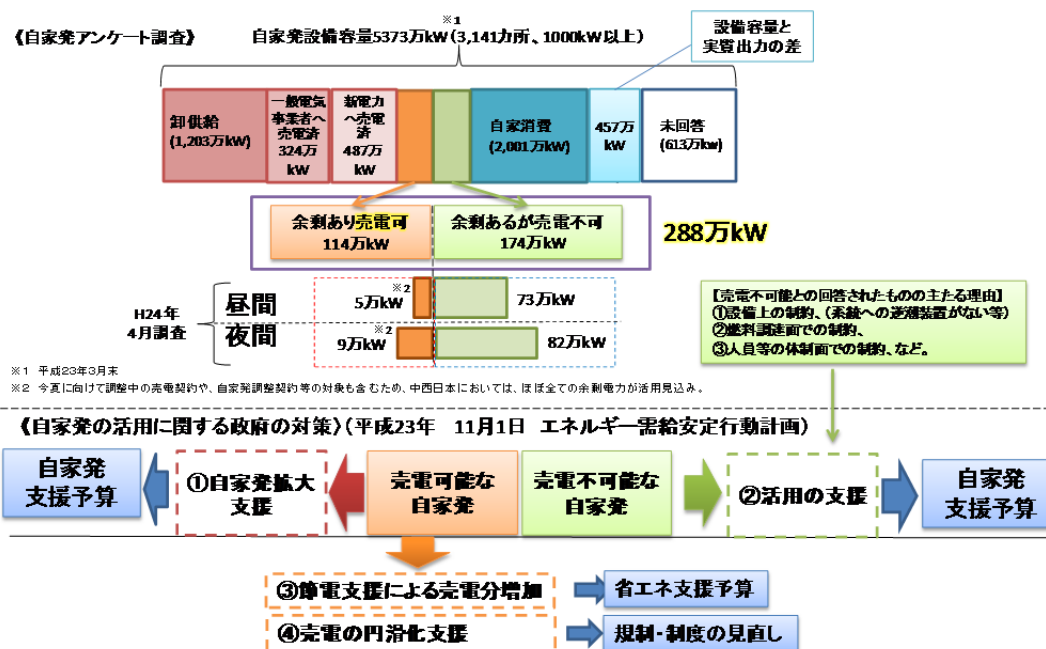 ※1
《自家発アンケート調査》
自家発設備容量5373万kW(3,141カ所、1000kW以上)
設備容量と
実質出力の差
卸供給
(1,203万kW)
一般電気
事業者へ
売電済
324万
kW
新電力
へ売電
済
487万
kW
自家消費
(2,001万kW)
457万
kW
未回答
(613万kw)
余剰あり売電可
114万kW
余剰あるが売電不可
174万kW
288万kW
H24年
4月調査
昼間
5万kW
※2
73万kW
夜間
9万kW
※2
82万kW
【売電不可能との回答されたものの主たる理由】
①設備上の制約、(系統への逆潮装置がない等)
②燃料調達面での制約、
③人員等の体制面での制約、など。
※1 平成23年3月末
※2 今夏に向けて調整中の売電契約や、自家発調整契約等の対象も含むため、中西日本においては、ほぼ全ての余剰電力が活用見込み。
《自家発の活用に関する政府の対策》(平成23年 11月1日 エネルギー需給安定行動計画)
自家発
支援予算
①自家発拡大
支援
売電可能な
自家発
売電不可能な
自家発
②活用の支援
自家発
支援予算
③節電支援による売電分増加
省エネ支援予算
④売電の円滑化支援
規制・制度の見直し